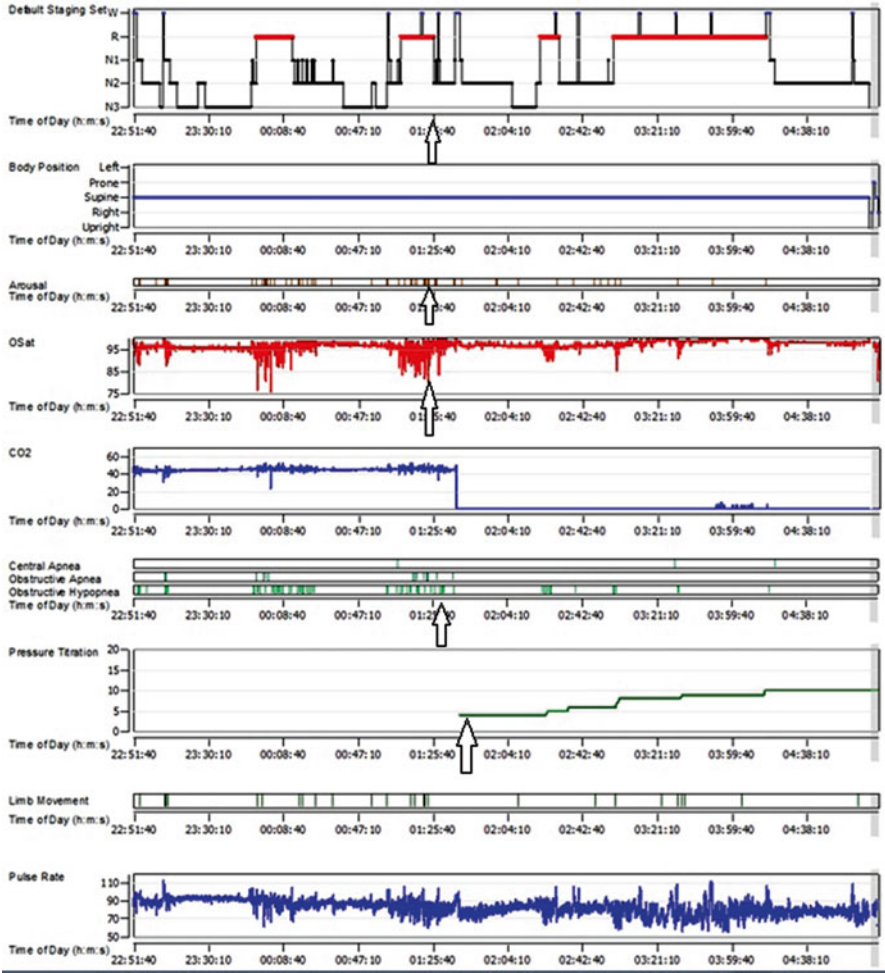 Default Staging Set
W
R
N1
N2
N3
Time of Day (h:m:s)
22:51:40 23:30:10 00:08:40 00:47:10 01:25:40 02:04:10 02:42:40 03:21:10 03:59:40 04:38:10
Body Position
Left
Prone
Supine
Right
Upright
Time of Day (h:m:s)
22:51:40 23:30:10 00:08:40 00:47:10 01:25:40 02:04:10 02:42:40 03:21:10 03:59:40 04:38:10
Arousal
Time of Day (h:m:s)
22:51:40 23:30:10 00:08:40 00:47:10 01:25:40 02:04:10 02:42:40 03:21:10 03:59:40 04:38:10
OSat
95
85
75
Time of Day (h:m:s)
22:51:40 23:30:10 00:08:40 00:47:10 01:25:40 02:04:10 02:42:40 03:21:10 03:59:40 04:38:10
CO2
60
40
20
0
Time of Day (h:m:s)
22:51:40 23:30:10 00:08:40 00:47:10 01:25:40 02:04:10 02:42:40 03:21:10 03:59:40 04:38:10
Central Apnea
Obstructive Apnea
Obstructive Hypopnea
Time of Day (h:m:s)
22:51:40 23:30:10 00:08:40 00:47:10 01:25:40 02:04:10 02:42:40 03:21:10 03:59:40 04:38:10
Pressure Titration
20
15
10
5
0
Time of Day (h:m:s)
22:51:40 23:30:10 00:08:40 00:47:10 01:25:40 02:04:10 02:42:40 03:21:10 03:59:40 04:38:10
Limb Movement
Time of Day (h:m:s)
22:51:40 23:30:10 00:08:40 00:47:10 01:25:40 02:04:10 02:42:40 03:21:10 03:59:40 04:38:10
Pulse Rate
110
90
70
50
Time of Day (h:m:s)
22:51:40 23:30:10 00:08:40 00:47:10 01:25:40 02:04:10 02:42:40 03:21:10 03:59:40 04:38:10